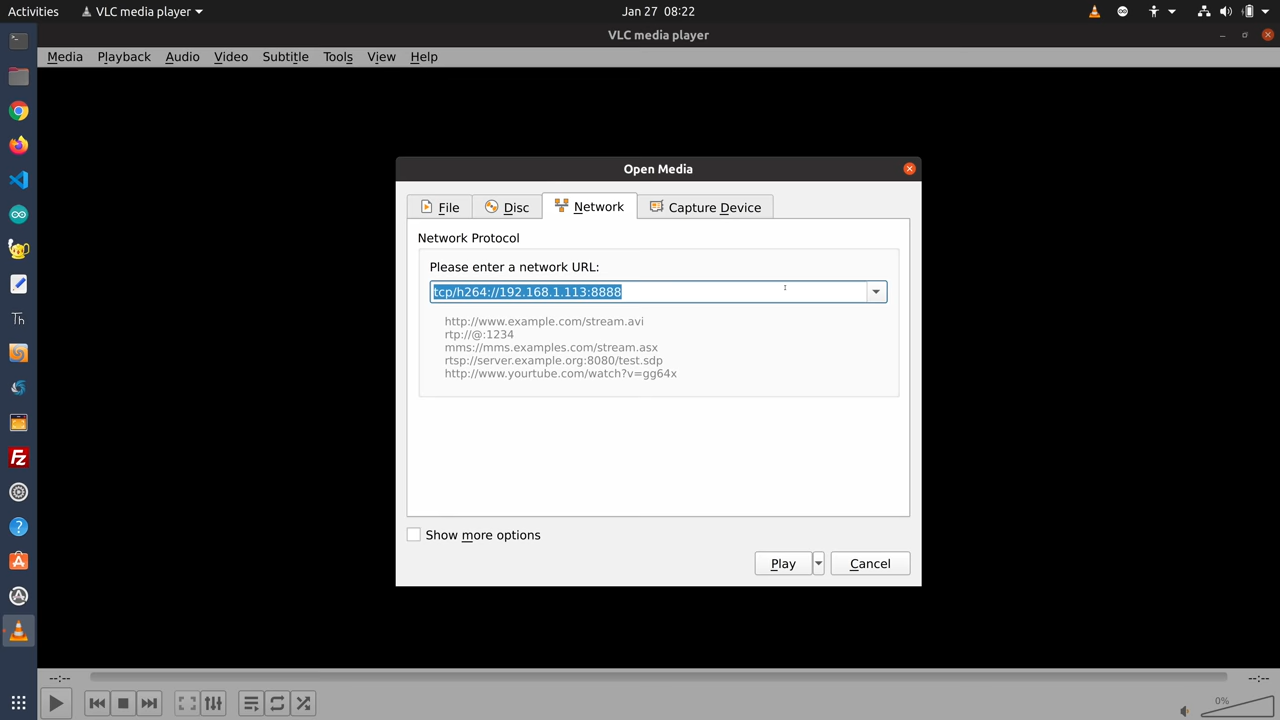 Activities VLC media player Jan 27 08:22
VLC media player
Media Playback Audio Video Subtitle Tools View Help
Open Media
File Disc Network Capture Device
Network Protocol
Please enter a network URL:
tcp/h264://192.168.1.113:8888
http://www.example.com/stream.avi
rtp://@:1234
mms://mms.examples.com/stream.asx
rtsp://server.example.org:8080/test.sdp
http://www.yourtube.com/watch?v=gg64x
Th
Fz
Show more options
Play Cancel
--:-- --:--
0%